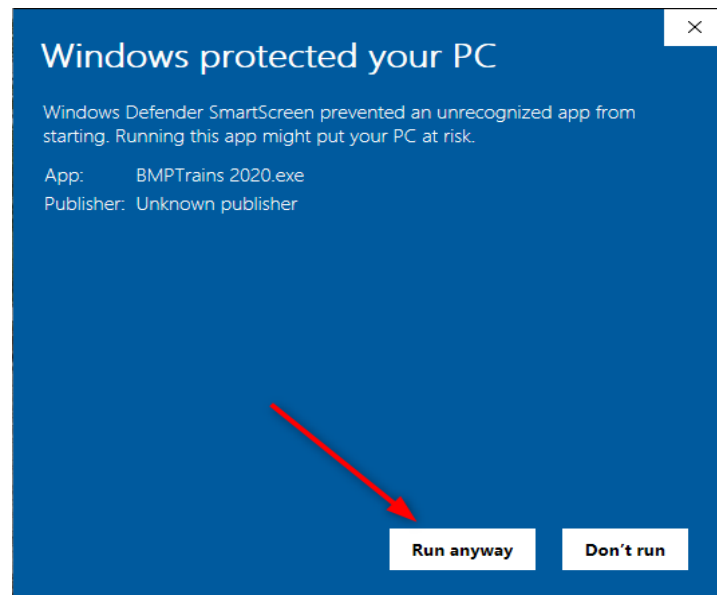 Windows protected your PC
Windows Defender SmartScreen prevented an unrecognized app from
starting. Running this app might put your PC at risk.
App: BMPTrains 2020.exe
Publisher: Unknown publisher
Run anyway Don't run